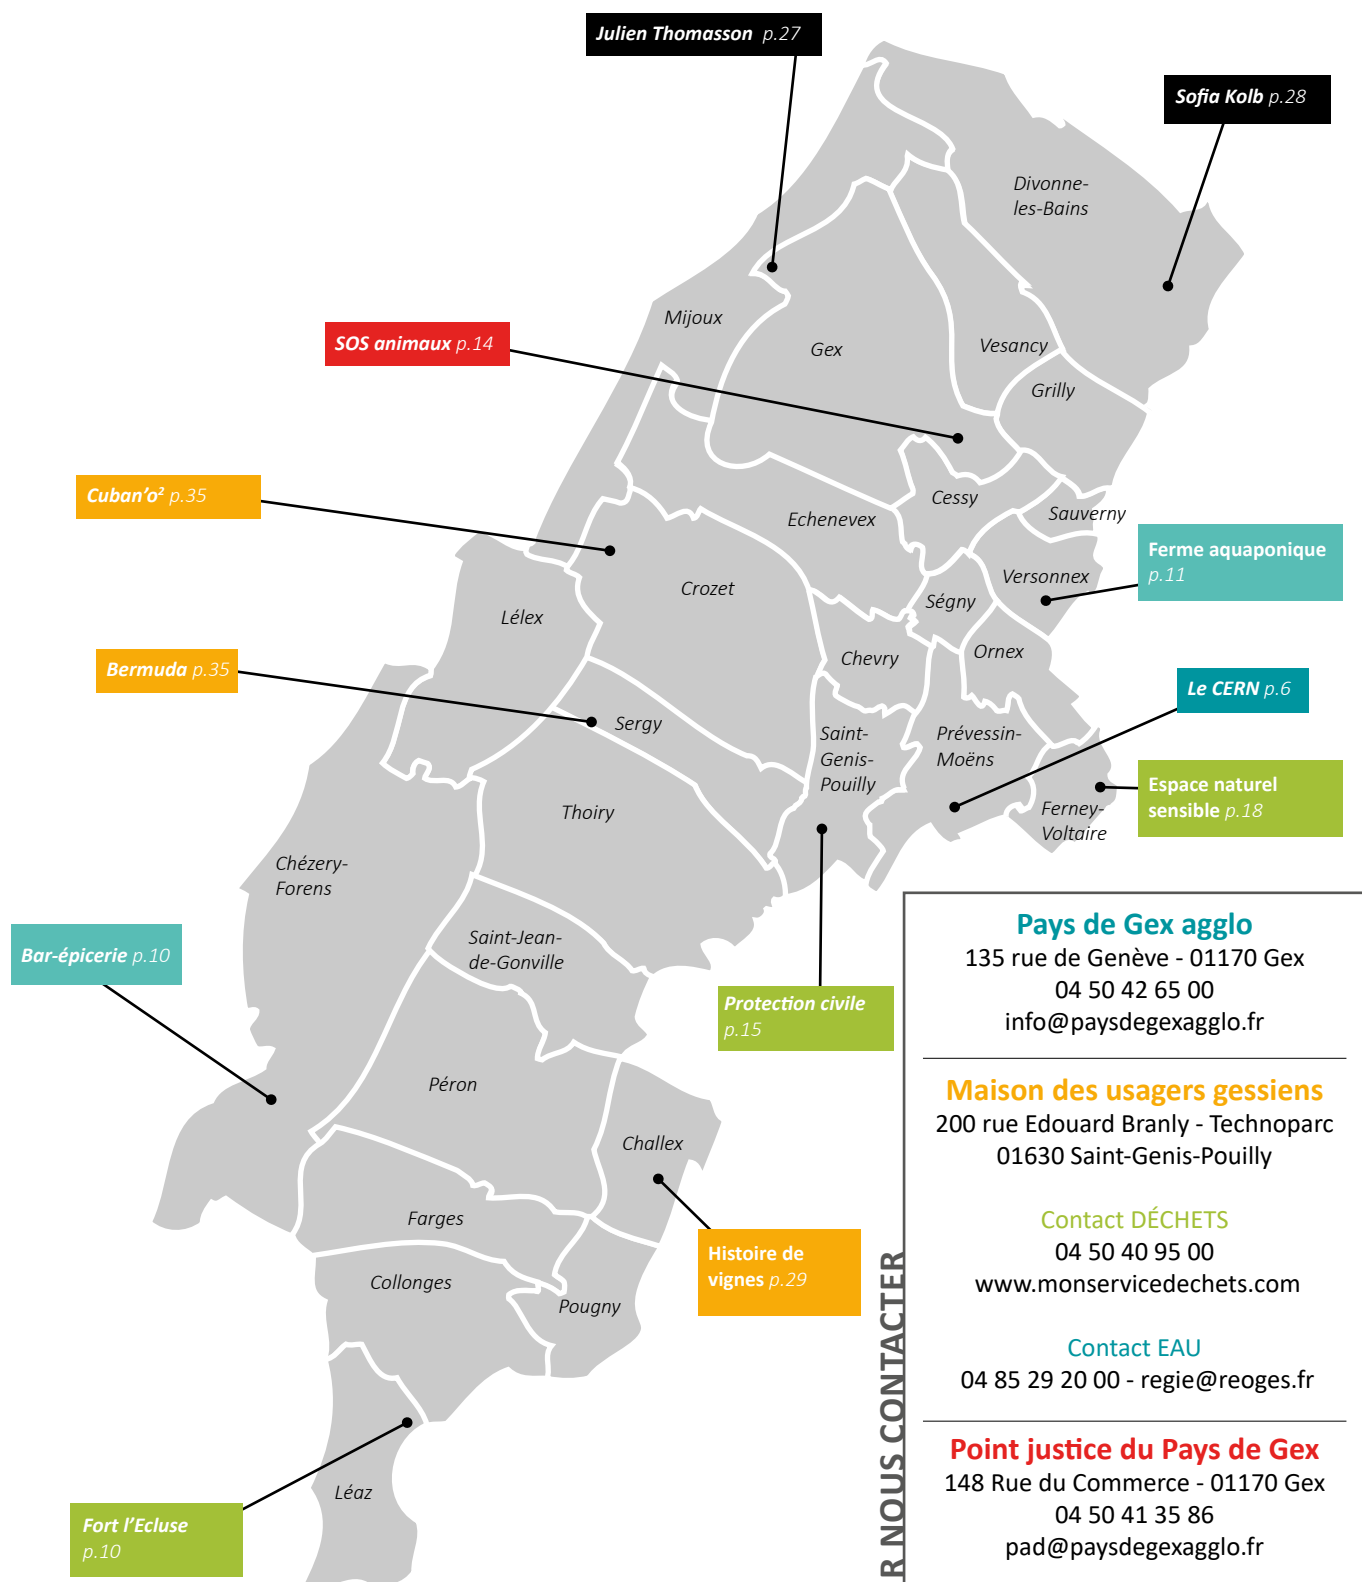 Julien Thomasson p.27
Sofia Kolb p.28
Divonne-
les-Bains
Mijoux
SOS animaux p.14
Gex
Vesancy
Grilly
Cuban'o² p.35
Cessy
Echenevex
Sauverny
Ferme aquaponique
p.11
Versonnex
Crozet
Ségny
Lélex
Chevry
Ornex
Bermuda p.35
Le CERN p.6
Sergy
Saint-
Genis-
Pouilly
Prévessin-
Moëns
Espace naturel
sensible p.18
Thoiry
Ferney-
Voltaire
Chézery-
Forens
Bar-épicerie p.10
Saint-Jean-
de-Gonville
Protection civile
p.15
Péron
Challex
Farges
Histoire de
vignes p.29
Collonges
Pougny
Léaz
Fort l'Ecluse
p.10
R NOUS CONTACTER
Pays de Gex agglo
135 rue de Genève - 01170 Gex
04 50 42 65 00
info@paysdegexagglo.fr
Maison des usagers gessiens
200 rue Edouard Branly - Technoparc
01630 Saint-Genis-Pouilly
Contact DÉCHETS
04 50 40 95 00
www.monservicedechets.com
Contact EAU
04 85 29 20 00 - regie@reoges.fr
Point justice du Pays de Gex
148 Rue du Commerce - 01170 Gex
04 50 41 35 86
pad@paysdegexagglo.fr